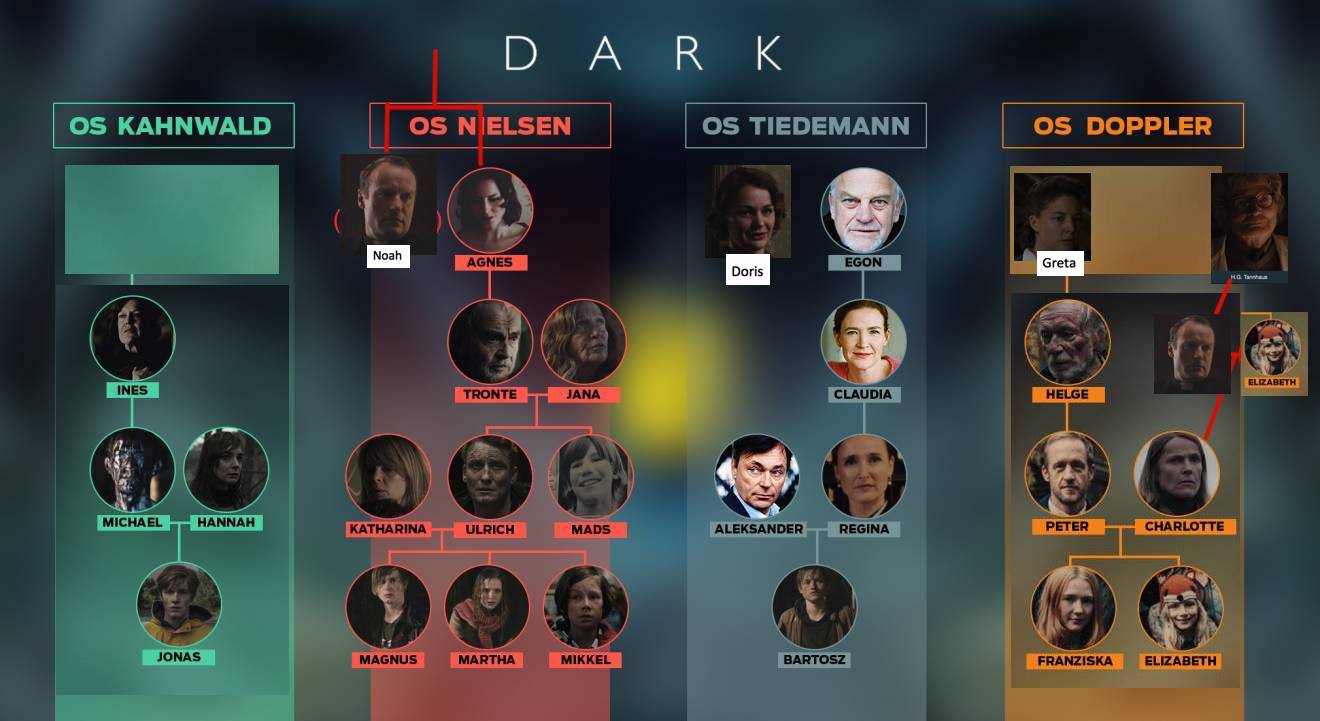 DARK
OS KAHNWALD
OS NIELSEN
OS TIEDEMANN
OS DOPPLER
Noah
AGNES
Doris
EGON
Greta
H.G. Tannhaus
INES
TRONTE
JANA
CLAUDIA
HELGE
ELIZABETH
MICHAEL
HANNAH
KATHARINA
ULRICH
MADS
ALEKSANDER
REGINA
PETER
CHARLOTTE
JONAS
MAGNUS
MARTHA
MIKKEL
BARTOSZ
FRANZISKA
ELIZABETH